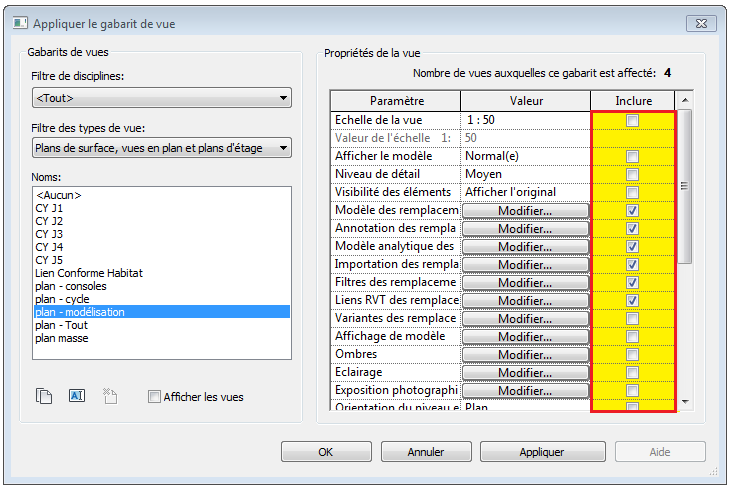 Appliquer le gabarit de vue
Gabarits de vues
Filtre de disciplines:
<Tout>
Filtre des types de vue:
Plans de surface, vues en plan et plans d'étage
Noms:
<Aucun>
CY J1
CY J2
CY J3
CY J4
CY J5
Lien Conforme Habitat
plan - consoles
plan - cycle
plan - modélisation
plan - Tout
plan masse
Afficher les vues
Propriétés de la vue
Nombre de vues auxquelles ce gabarit est affecté: 4
Paramètre Valeur Inclure
Echelle de la vue 1 : 50
Valeur de l'échelle 1: 50
Afficher le modèle Normal(e)
Niveau de détail Moyen
Visibilité des éléments Afficher l'original
Modèle des remplacem Modifier...
Annotation des rempla Modifier...
Modèle analytique des Modifier...
Importation des rempla Modifier...
Filtres des remplaceme Modifier...
Liens RVT des remplace Modifier...
Variantes des remplace Modifier...
Affichage de modèle Modifier...
Ombres Modifier...
Eclairage Modifier...
Exposition photographi Modifier...
Orientation du niveau e Plan
OK Annuler Appliquer Aide